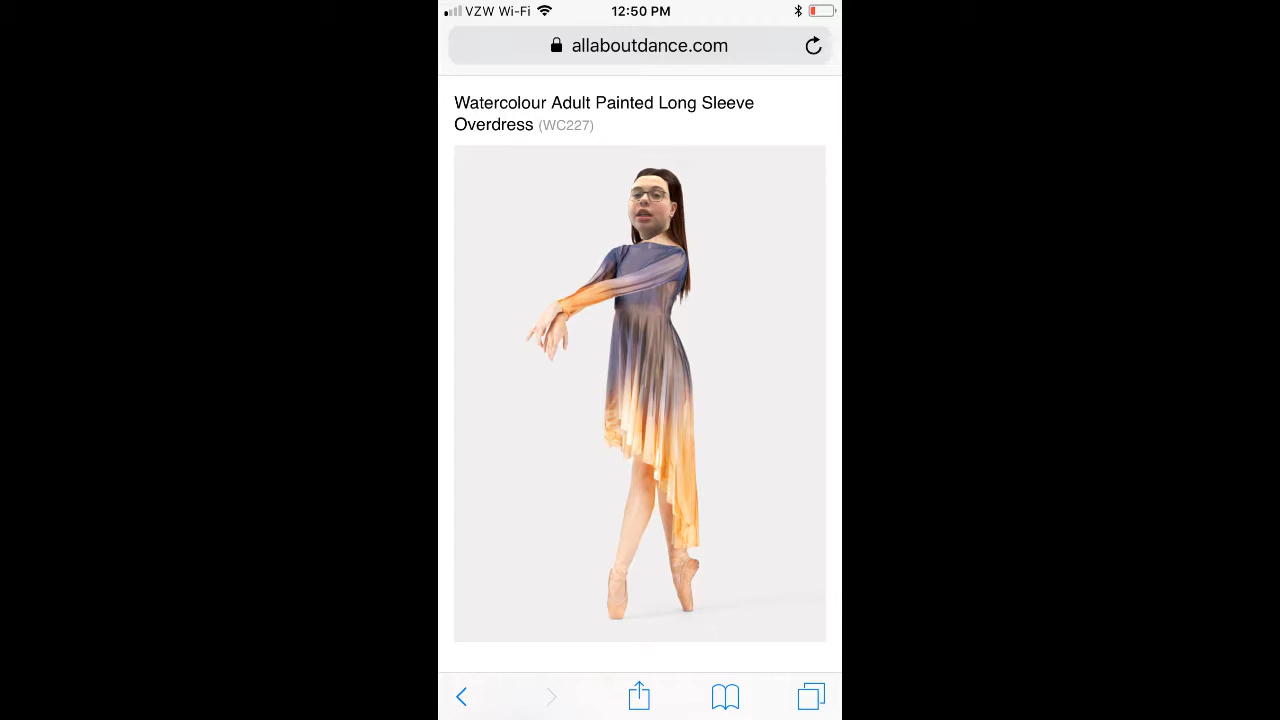 VZW Wi-Fi 12:50 PM
allaboutdance.com
Watercolour Adult Painted Long Sleeve
Overdress (WC227)